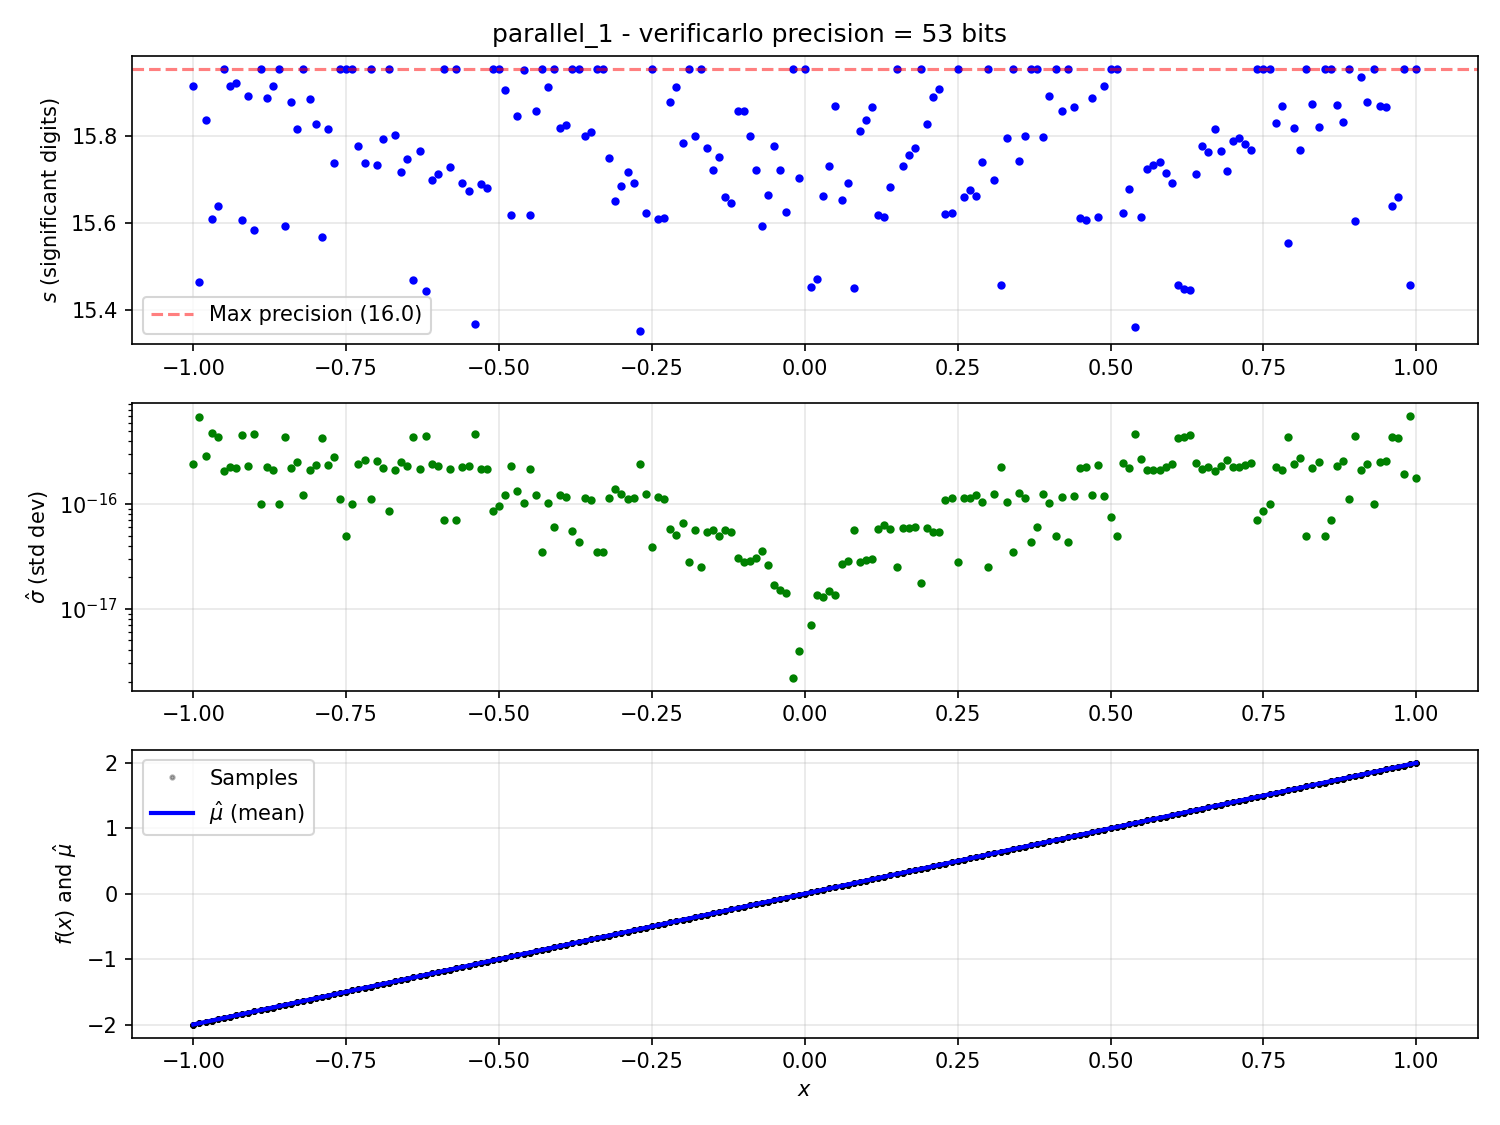 parallel_1 - verificarlo precision = 53 bits
s (significant digits)
15.8
15.6
15.4
Max precision (16.0)
−1.00 −0.75 −0.50 −0.25 0.00 0.25 0.50 0.75 1.00
σ̂ (std dev)
10⁻¹⁶
10⁻¹⁷
−1.00 −0.75 −0.50 −0.25 0.00 0.25 0.50 0.75 1.00
f(x) and μ̂
2
1
0
−1
−2
Samples
μ̂ (mean)
−1.00 −0.75 −0.50 −0.25 0.00 0.25 0.50 0.75 1.00
x